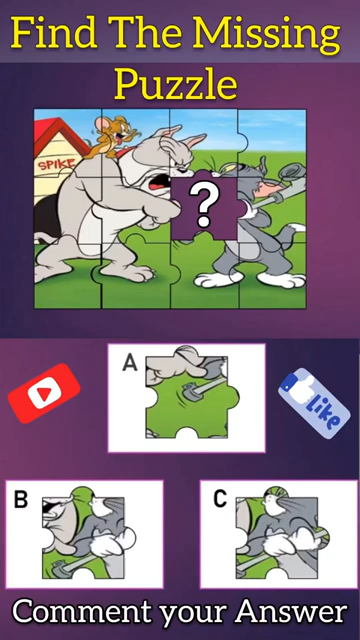 Find The Missing
Puzzle
SPIKE
?
A
Like
B
C
Comment your Answer